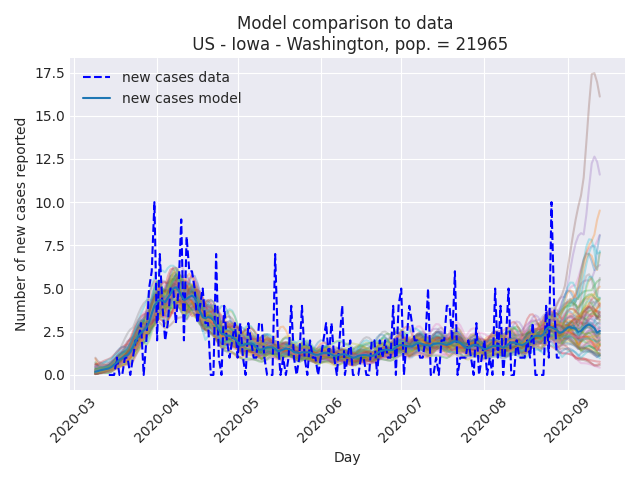 Model comparison to data
US - Iowa - Washington, pop. = 21965
new cases data
new cases model
Number of new cases reported
17.5
15.0
12.5
10.0
7.5
5.0
2.5
0.0
2020-03
2020-04
2020-05
2020-06
2020-07
2020-08
2020-09
Day